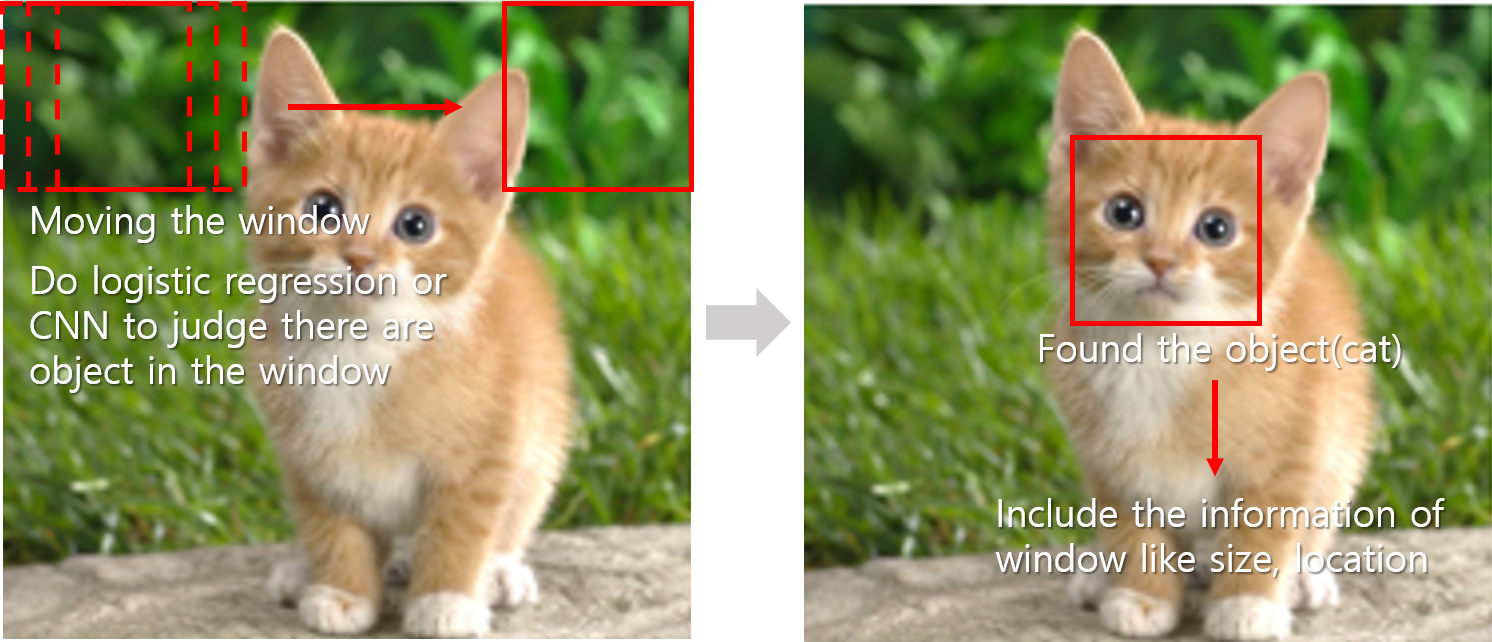 Moving the window
Do logistic regression or
CNN to judge there are
object in the window
Found the object(cat)
Include the information of
window like size, location